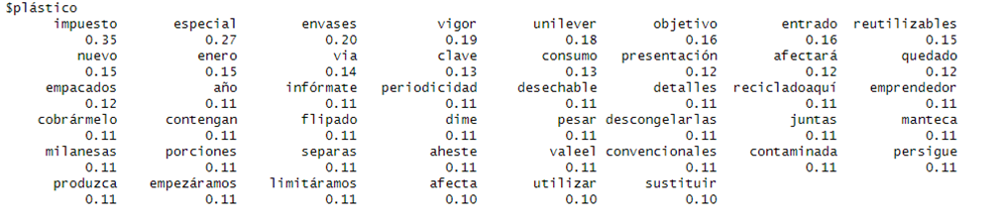 $plástico
impuesto especial envases vigor unilever objetivo entrado reutilizables
0.35 0.27 0.20 0.19 0.18 0.16 0.16 0.15
nuevo enero via clave consumo presentación afectará quedado
0.15 0.15 0.14 0.13 0.13 0.12 0.12 0.12
empacados año infórmate periodicidad desechable detalles recicladoaquí emprendedor
0.12 0.11 0.11 0.11 0.11 0.11 0.11 0.11
cobrármelo contengan flipado dime pesar descongelarlas juntas manteca
0.11 0.11 0.11 0.11 0.11 0.11 0.11 0.11
milanesas porciones separas aheste valeel convencionales contaminada persigue
0.11 0.11 0.11 0.11 0.11 0.11 0.11 0.11
produzca empezáramos limitáramos afecta utilizar sustituir
0.11 0.11 0.11 0.10 0.10 0.10